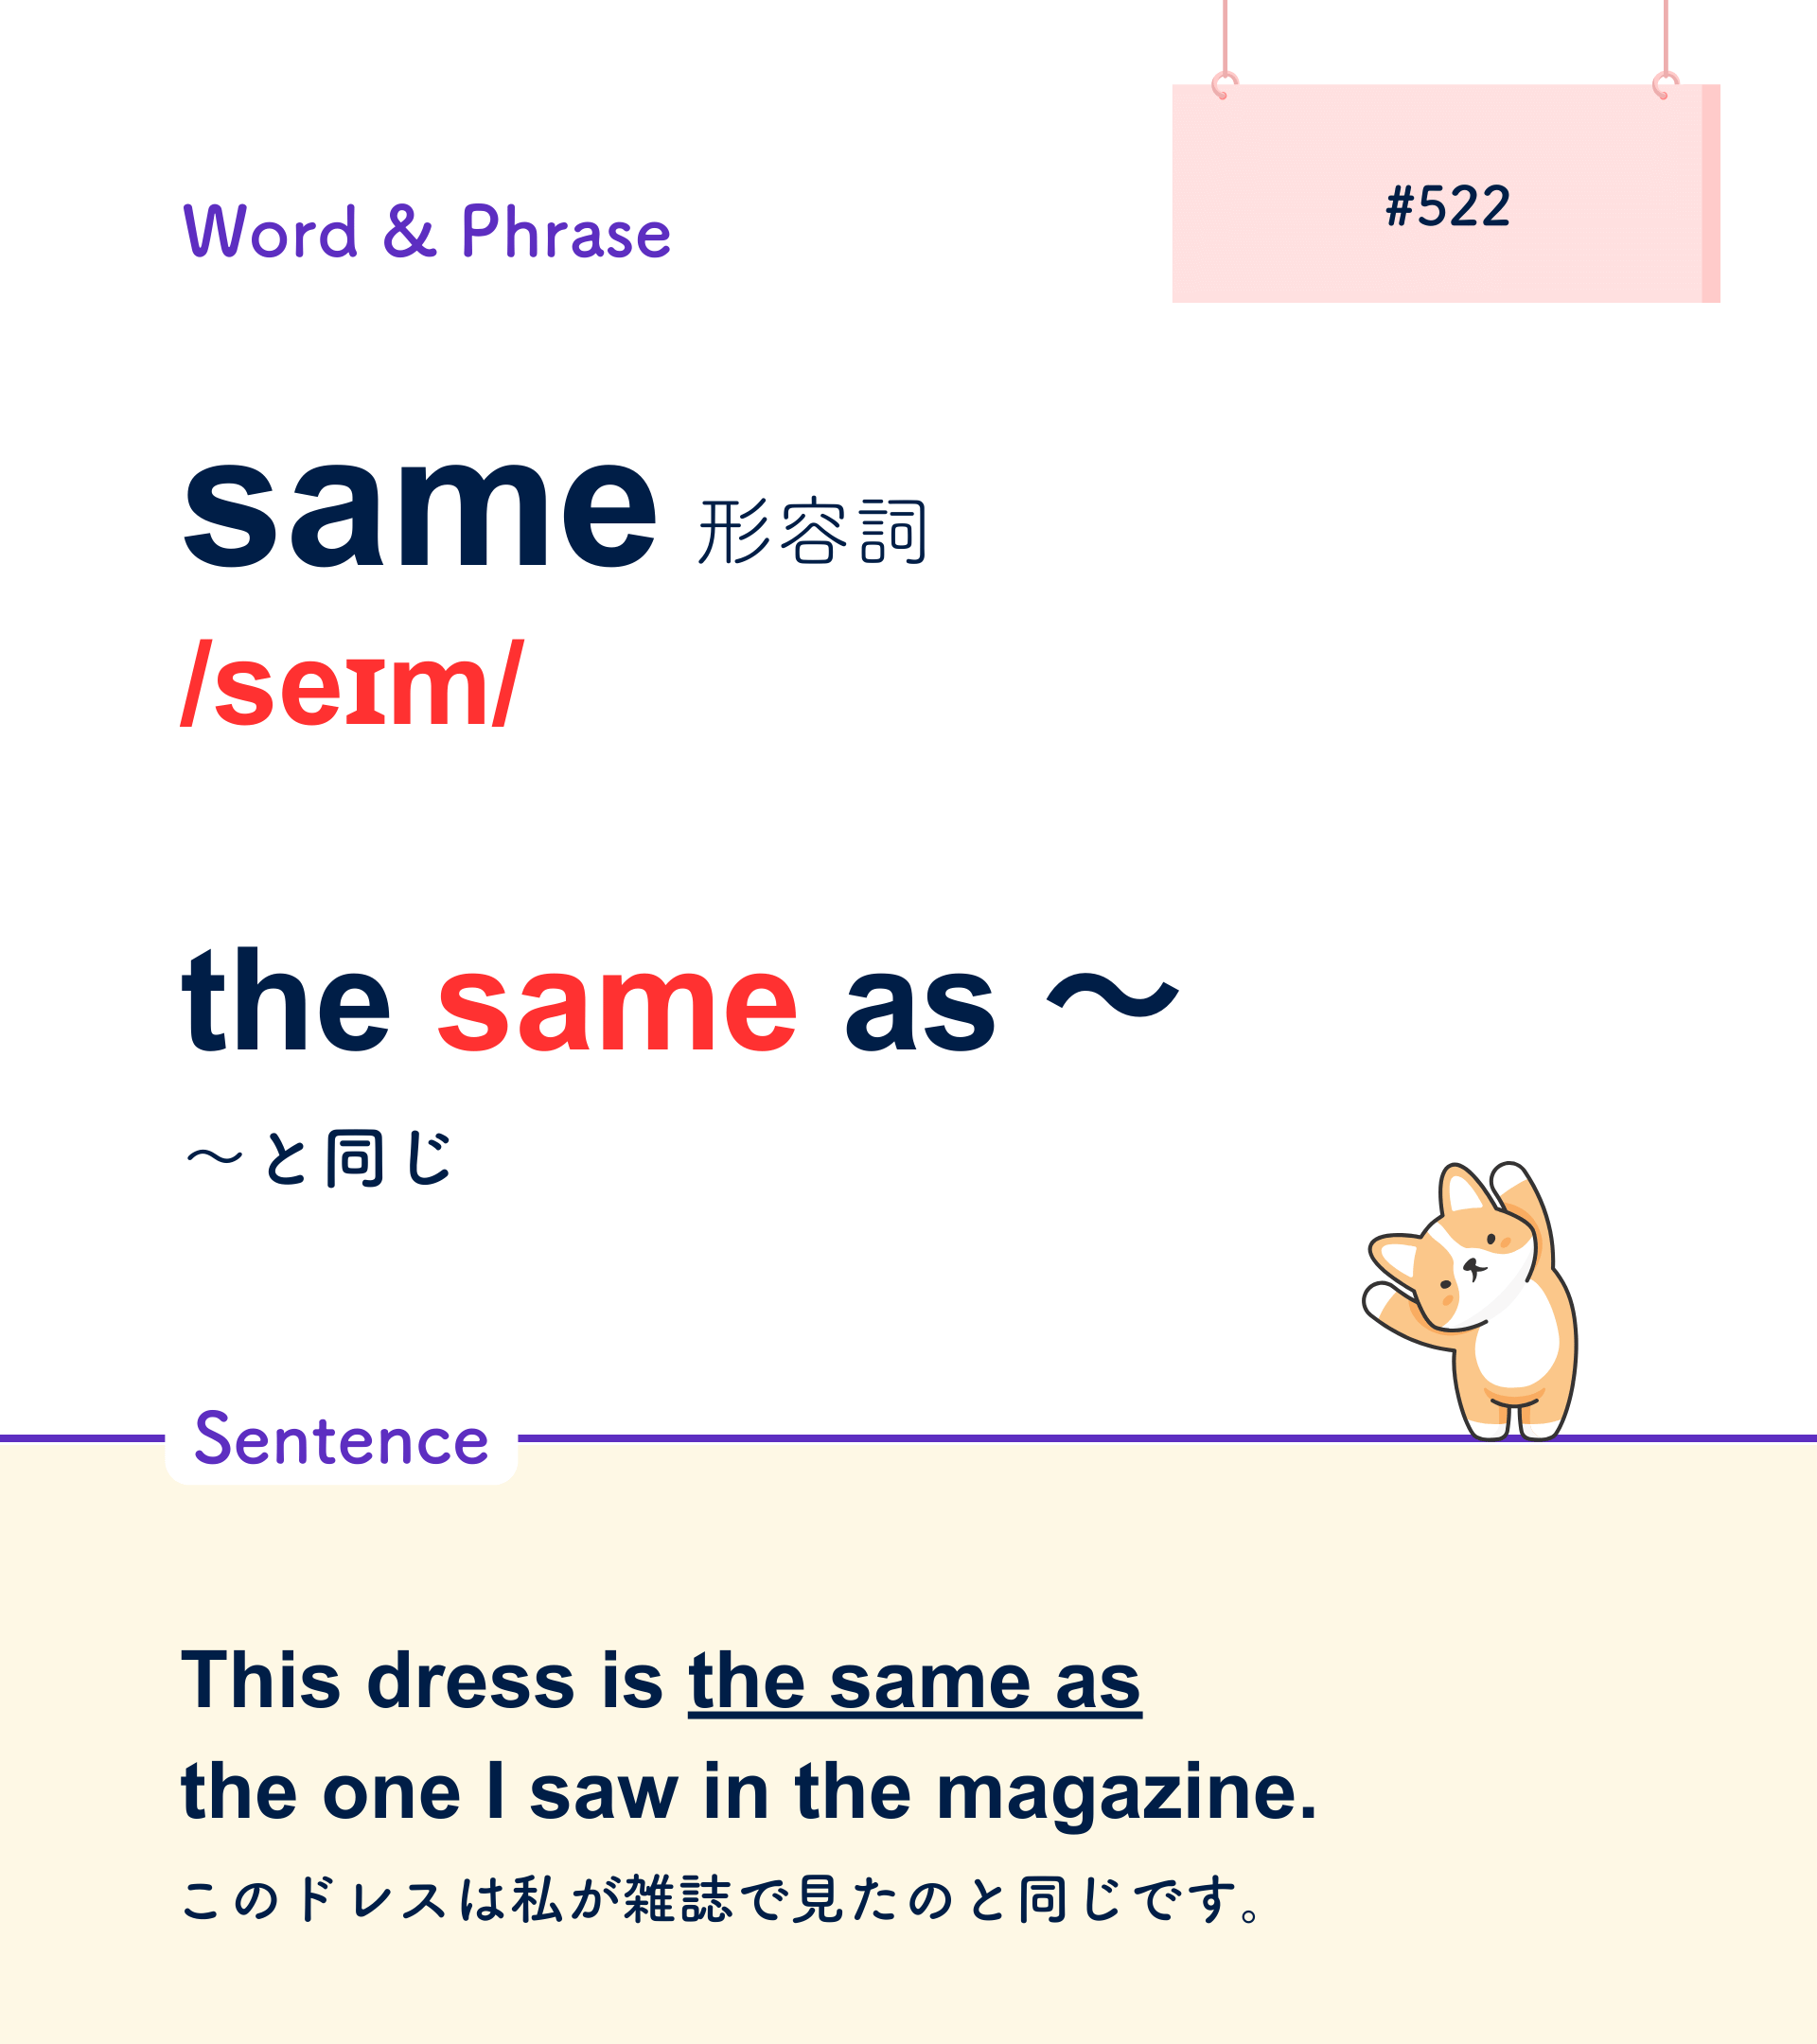 #522
Word & Phrase
same 形容詞
/seɪm/
the same as 〜
〜と同じ
Sentence
This dress is the same as
the one I saw in the magazine.
このドレスは私が雑誌で見たのと同じです。